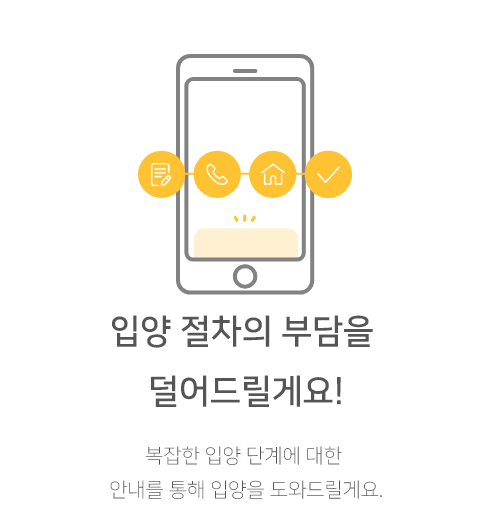 입양 절차의 부담을
덜어드릴게요!
복잡한 입양 단계에 대한
안내를 통해 입양을 도와드릴게요.